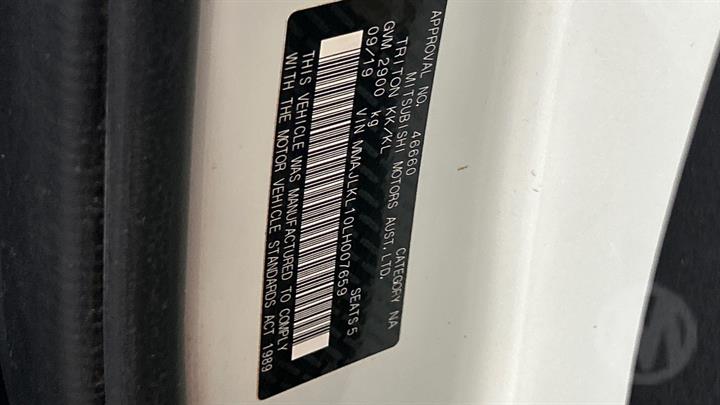 APPROVAL NO. 46660 CATEGORY NA
MITSUBISHI MOTORS AUST. LTD.
TRITON KK/KL
GVM 2900 kg SEATS 5
09/19 VIN MMAJLKL10LH007659
THIS VEHICLE WAS MANUFACTURED TO COMPLY
WITH THE MOTOR VEHICLE STANDARDS ACT 1989